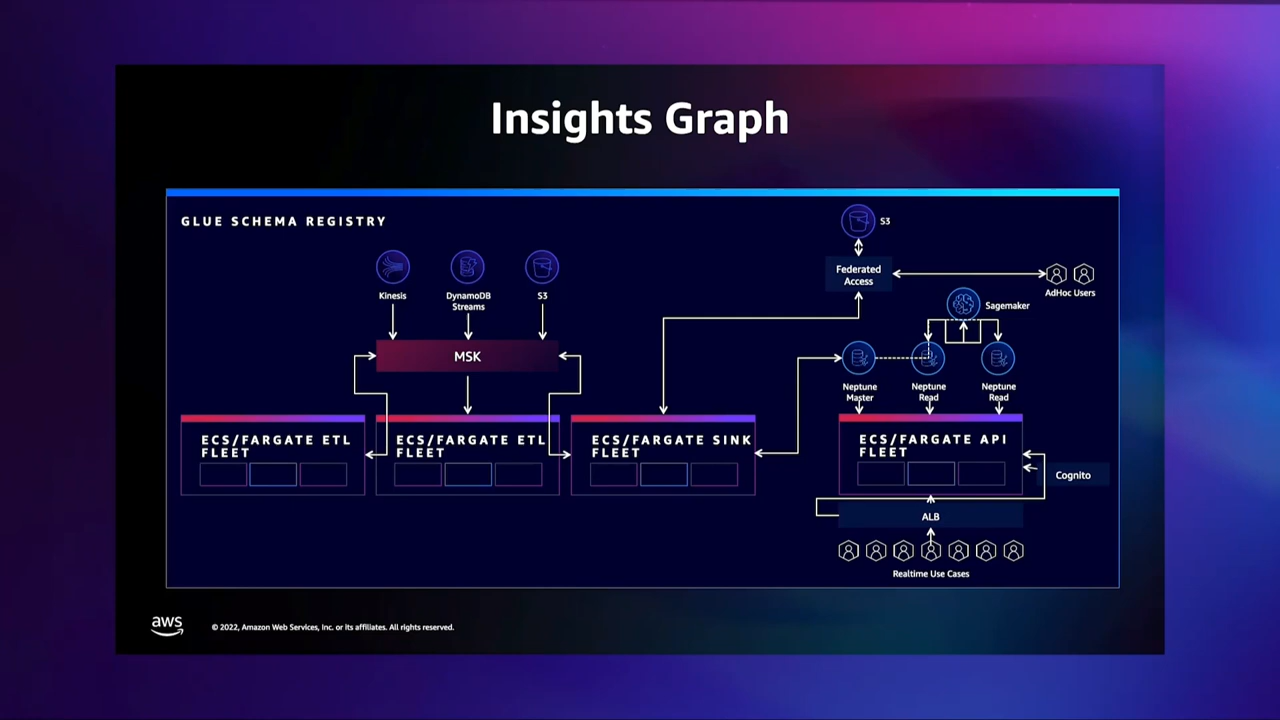 Insights Graph
GLUE SCHEMA REGISTRY
S3
Kinesis
DynamoDB
Streams
S3
Federated
Access
AdHoc Users
Sagemaker
MSK
Neptune
Master
Neptune
Read
Neptune
Read
ECS/FARGATE ETL
FLEET
ECS/FARGATE ETL
FLEET
ECS/FARGATE SINK
FLEET
ECS/FARGATE API
FLEET
Cognito
ALB
Realtime Use Cases
aws
© 2022, Amazon Web Services, Inc. or its affiliates. All rights reserved.